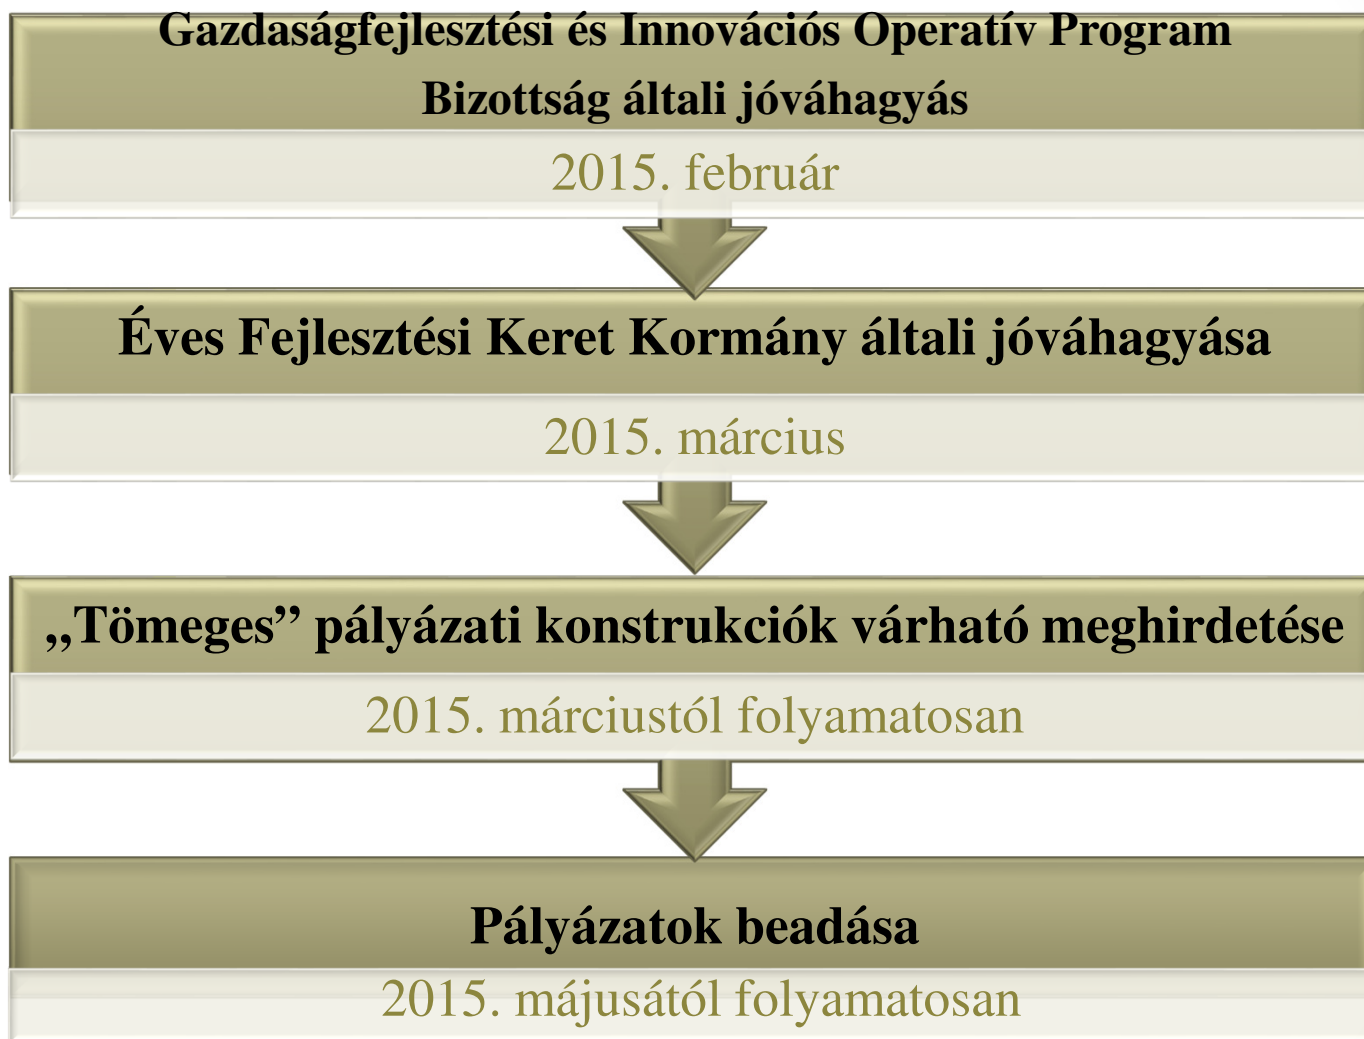 Gazdaságfejlesztési és Innovációs Operatív Program
Bizottság általi jóváhagyás
2015. február
Éves Fejlesztési Keret Kormány általi jóváhagyása
2015. március
„Tömeges” pályázati konstrukciók várható meghirdetése
2015. márciustól folyamatosan
Pályázatok beadása
2015. májusától folyamatosan